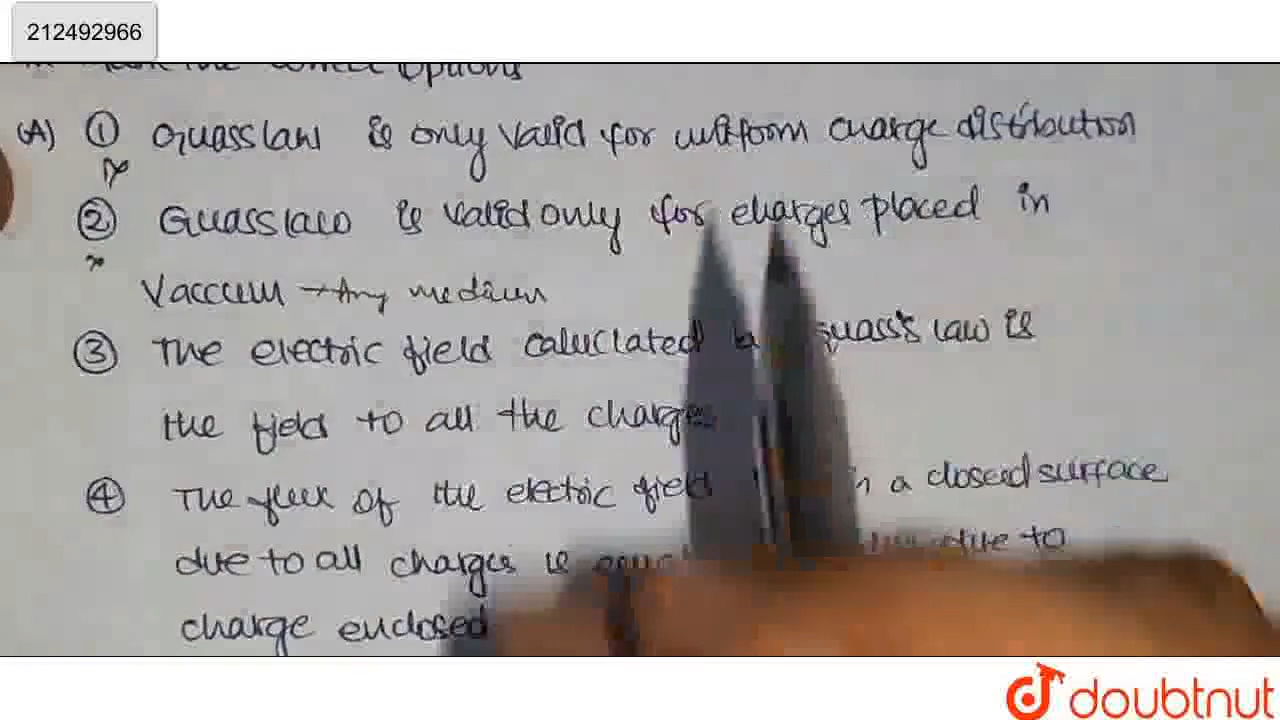 212492966
the correct options
(A) ① Guass law is only valid for uniform charge distribution
② Guass law is valid only for charges placed in
Vaccum → Any medium
③ The electric field calculated guass's law is
the field to all the charges
④ The flux of the electric field a closed surface
due to all charges is due to
charge enclosed
doubtnut